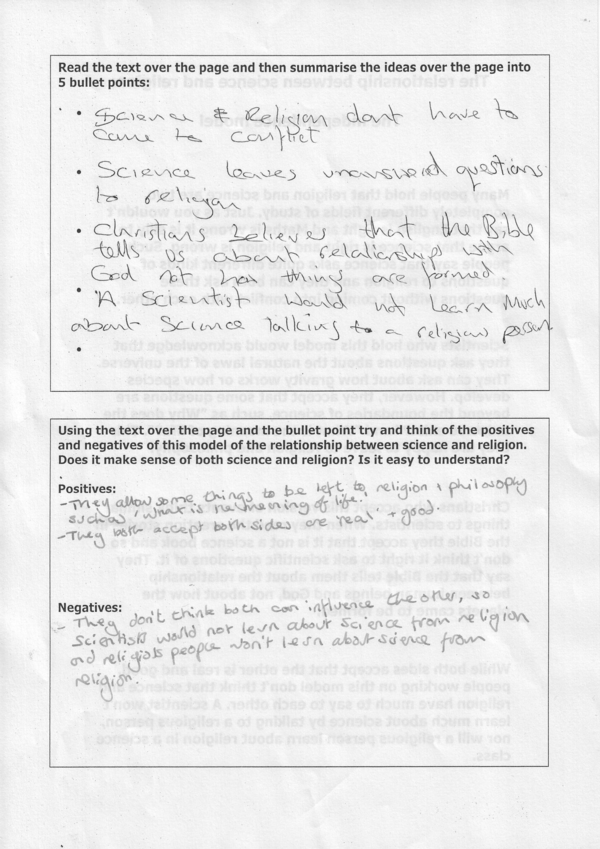 Read the text over the page and then summarise the ideas over the page into
5 bullet points:
• Science & Religion dont have to
come to conflict
• Science leaves unanswerd questions
to religion
• Christians believes that the Bible
tells us about relationship with
God not how things are formed
• A Scientist would not learn much
about Science talking to a religious person
•
Using the text over the page and the bullet point try and think of the positives
and negatives of this model of the relationship between science and religion.
Does it make sense of both science and religion? Is it easy to understand?
Positives:
- They allow some things to be left to religion & philosophy
such as, 'what is the meaning of life.'
- They both accept both sides are real. - good.
Negatives:
- They don't think both can influence the other, so
scientists would not lern about science from religion
and religists people won't lern about science from
religion.